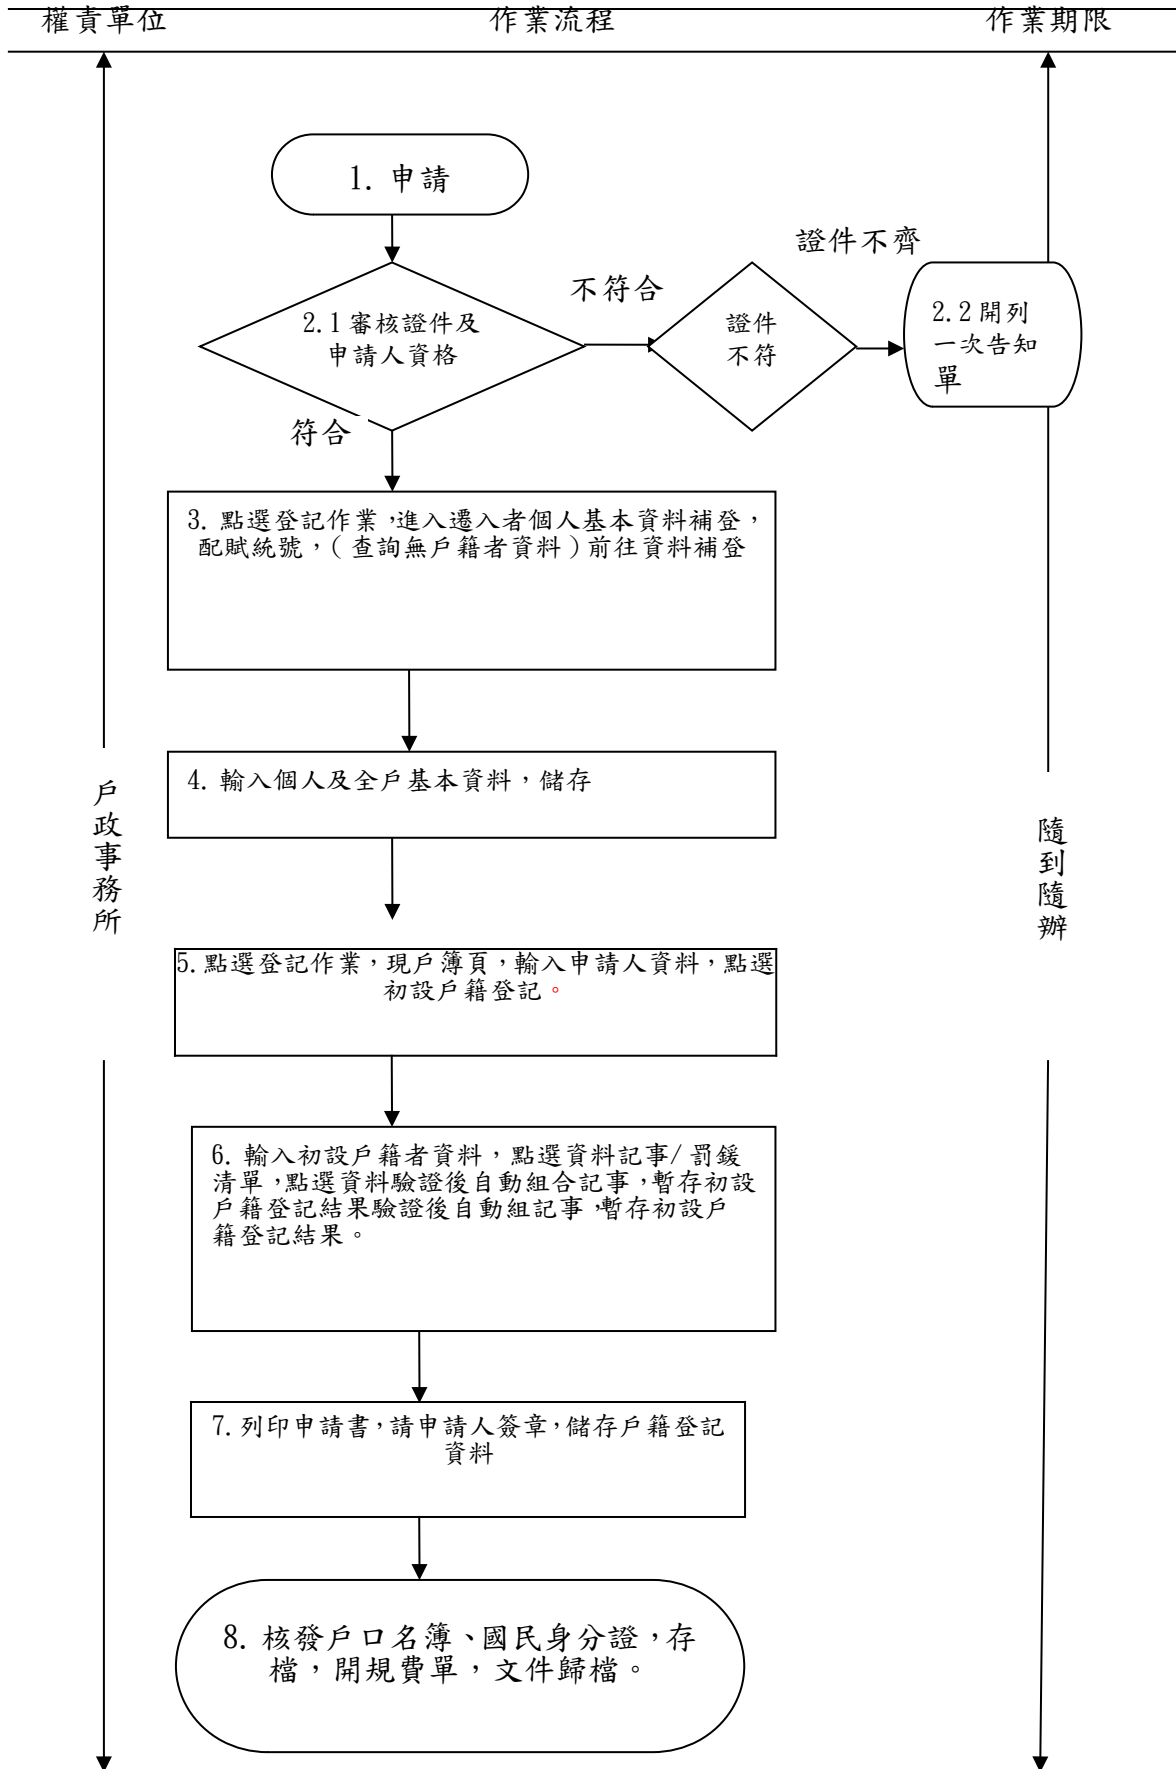 權責單位
作業流程
作業期限
1. 申請
證件不齊
不符合
2.1 審核證件及
申請人資格
證件
不符
2.2 開列
一次告知
單
符合
3. 點選登記作業，進入遷入者個人基本資料補登，
配賦統號，（查詢無戶籍者資料）前往資料補登
4. 輸入個人及全戶基本資料，儲存
戶政事務所
隨到隨辦
5. 點選登記作業，現戶簿頁，輸入申請人資料，點選
初設戶籍登記。
6. 輸入初設戶籍者資料，點選資料記事/罰鍰
清單，點選資料驗證後自動組合記事，暫存初設
戶籍登記結果驗證後自動組記事，暫存初設戶
籍登記結果。
7. 列印申請書，請申請人簽章，儲存戶籍登記
資料
8. 核發戶口名簿、國民身分證，存
檔，開規費單，文件歸檔。